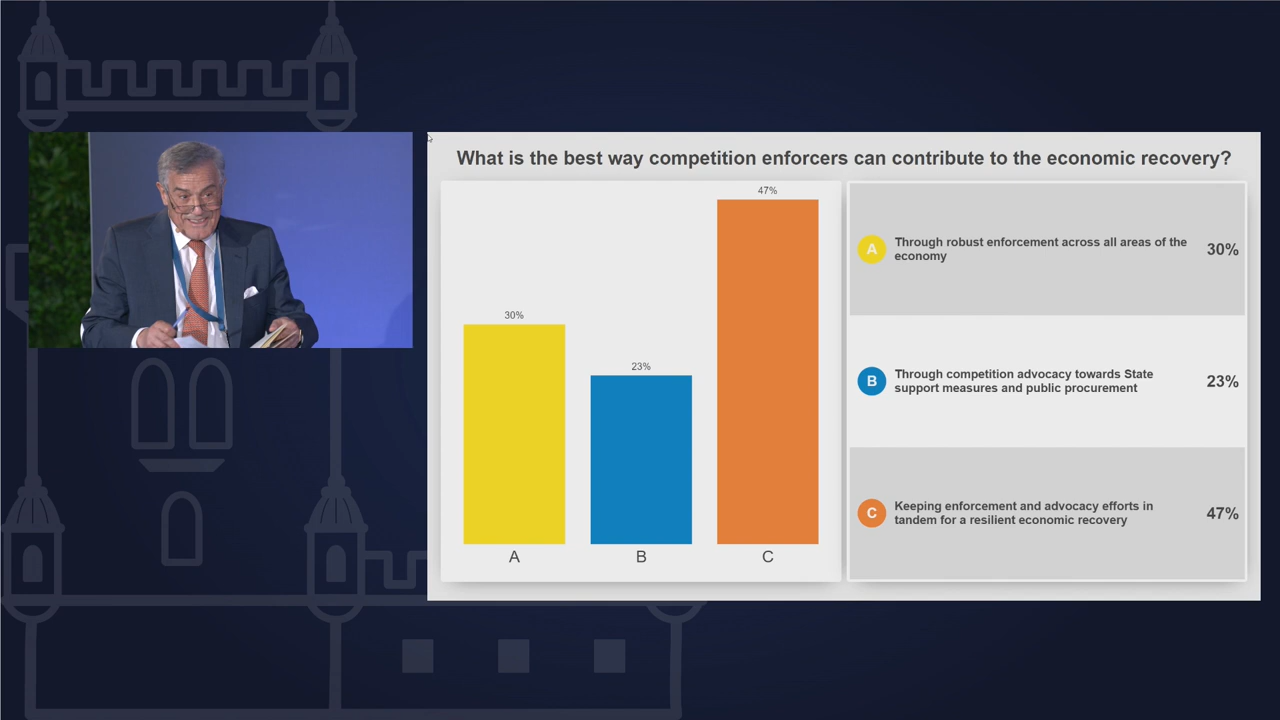 What is the best way competition enforcers can contribute to the economic recovery?
47%
30%
23%
A
B
C
A
Through robust enforcement across all areas of the
economy
30%
B
Through competition advocacy towards State
support measures and public procurement
23%
C
Keeping enforcement and advocacy efforts in
tandem for a resilient economic recovery
47%